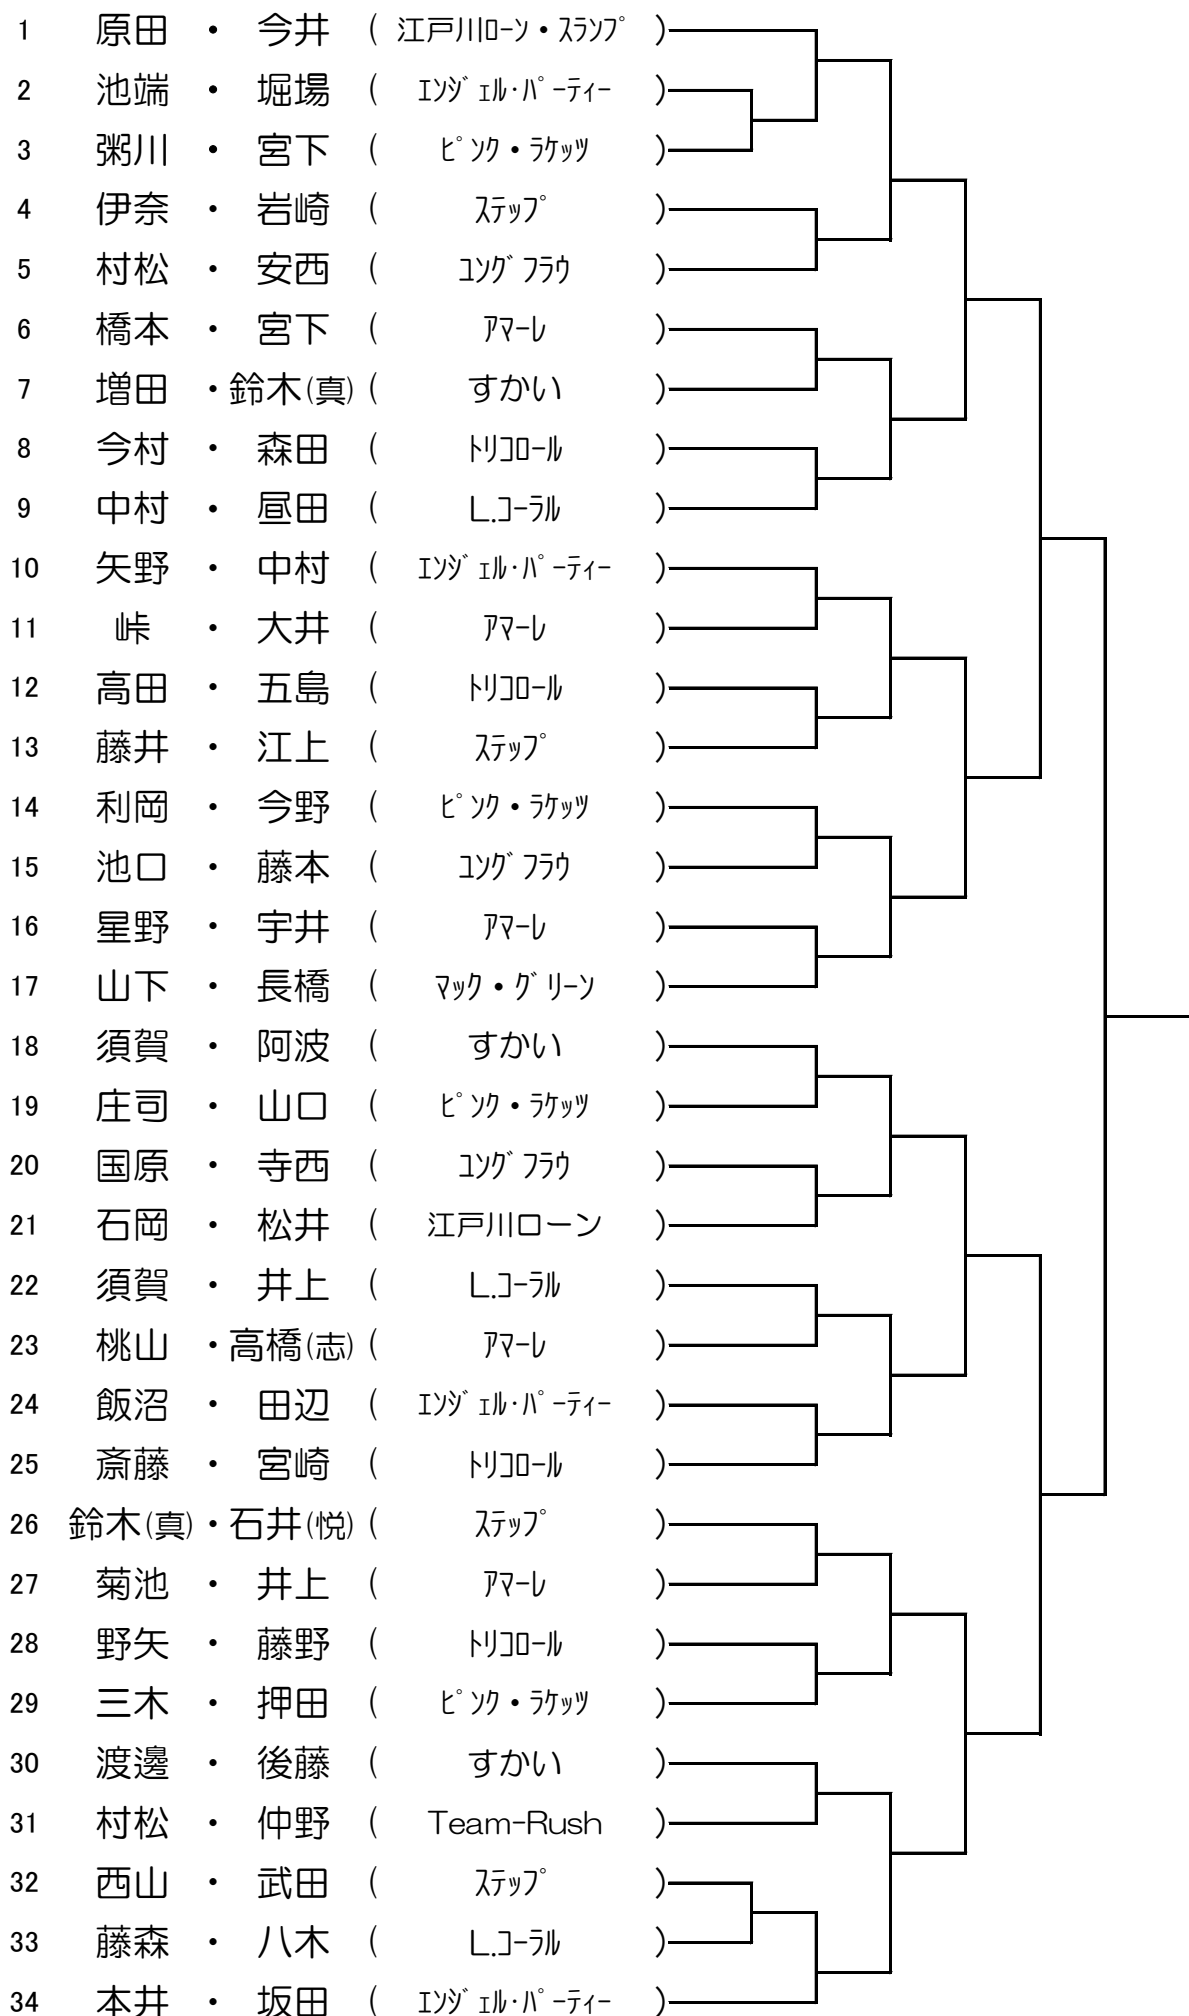 1 原田 ・ 今井 ( 江戸川ﾛｰﾝ・ｽﾗﾝﾌﾟ )
2 池端 ・ 堀場 ( ｴﾝｼﾞｪﾙ･ﾊﾟｰﾃｨｰ )
3 粥川 ・ 宮下 ( ﾋﾟﾝｸ・ﾗｹｯﾂ )
4 伊奈 ・ 岩崎 ( ｽﾃｯﾌﾟ )
5 村松 ・ 安西 ( ﾕﾝｸﾞﾌﾗｳ )
6 橋本 ・ 宮下 ( ｱﾏｰﾚ )
7 増田 ・鈴木(真) ( すかい )
8 今村 ・ 森田 ( ﾄﾘｺﾛｰﾙ )
9 中村 ・ 昼田 ( L.ｺｰﾗﾙ )
10 矢野 ・ 中村 ( ｴﾝｼﾞｪﾙ･ﾊﾟｰﾃｨｰ )
11 峠 ・ 大井 ( ｱﾏｰﾚ )
12 高田 ・ 五島 ( ﾄﾘｺﾛｰﾙ )
13 藤井 ・ 江上 ( ｽﾃｯﾌﾟ )
14 利岡 ・ 今野 ( ﾋﾟﾝｸ・ﾗｹｯﾂ )
15 池口 ・ 藤本 ( ﾕﾝｸﾞﾌﾗｳ )
16 星野 ・ 宇井 ( ｱﾏｰﾚ )
17 山下 ・ 長橋 ( ﾏｯｸ・ｸﾞﾘｰﾝ )
18 須賀 ・ 阿波 ( すかい )
19 庄司 ・ 山口 ( ﾋﾟﾝｸ・ﾗｹｯﾂ )
20 国原 ・ 寺西 ( ﾕﾝｸﾞﾌﾗｳ )
21 石岡 ・ 松井 ( 江戸川ローン )
22 須賀 ・ 井上 ( L.ｺｰﾗﾙ )
23 桃山 ・高橋(志) ( ｱﾏｰﾚ )
24 飯沼 ・ 田辺 ( ｴﾝｼﾞｪﾙ･ﾊﾟｰﾃｨｰ )
25 斎藤 ・ 宮崎 ( ﾄﾘｺﾛｰﾙ )
26 鈴木(真)・石井(悦) ( ｽﾃｯﾌﾟ )
27 菊池 ・ 井上 ( ｱﾏｰﾚ )
28 野矢 ・ 藤野 ( ﾄﾘｺﾛｰﾙ )
29 三木 ・ 押田 ( ﾋﾟﾝｸ・ﾗｹｯﾂ )
30 渡邊 ・ 後藤 ( すかい )
31 村松 ・ 仲野 ( Team-Rush )
32 西山 ・ 武田 ( ｽﾃｯﾌﾟ )
33 藤森 ・ 八木 ( L.ｺｰﾗﾙ )
34 本井 ・ 坂田 ( ｴﾝｼﾞｪﾙ･ﾊﾟｰﾃｨｰ )